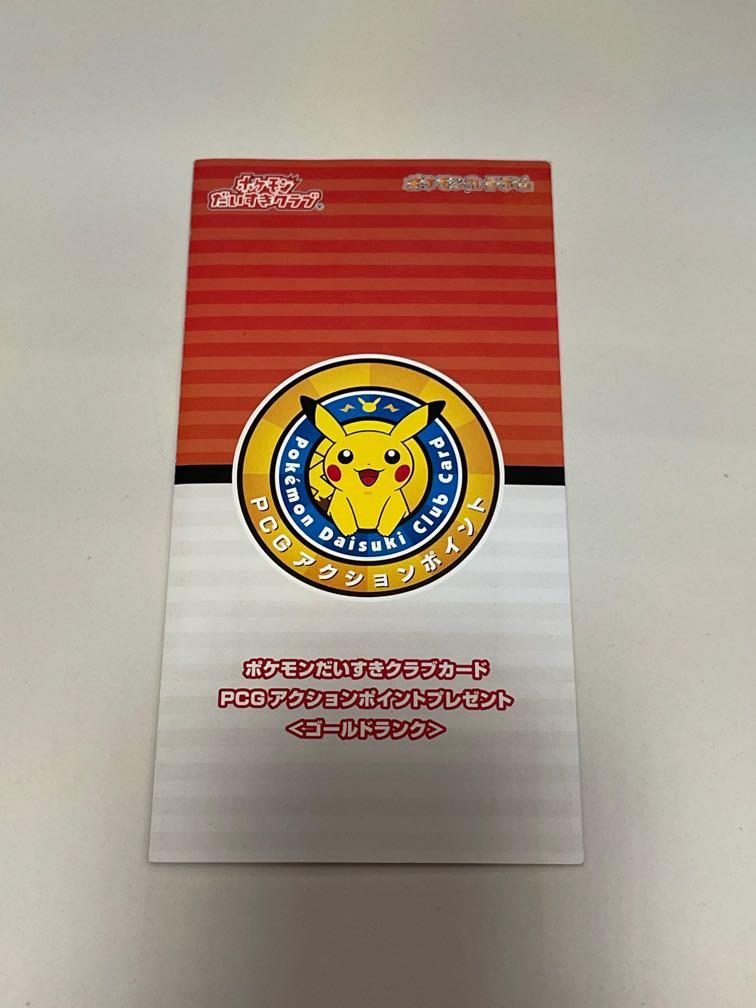 ポケモン
だいすきクラブ®
ポケモンカードゲーム
Pokémon Daisuki Club Card
PCGアクションポイント
ポケモンだいすきクラブカード
PCGアクションポイントプレゼント
<ゴールドランク>